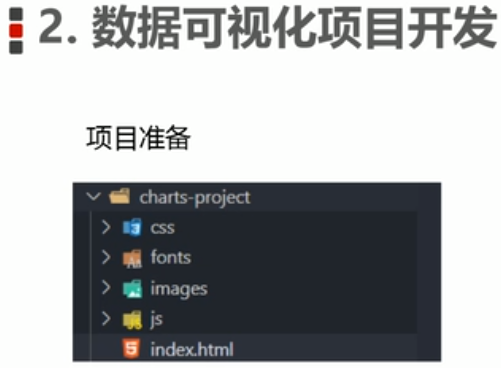 2. 数据可视化项目开发
项目准备
charts-project
css
fonts
images
js
index.html